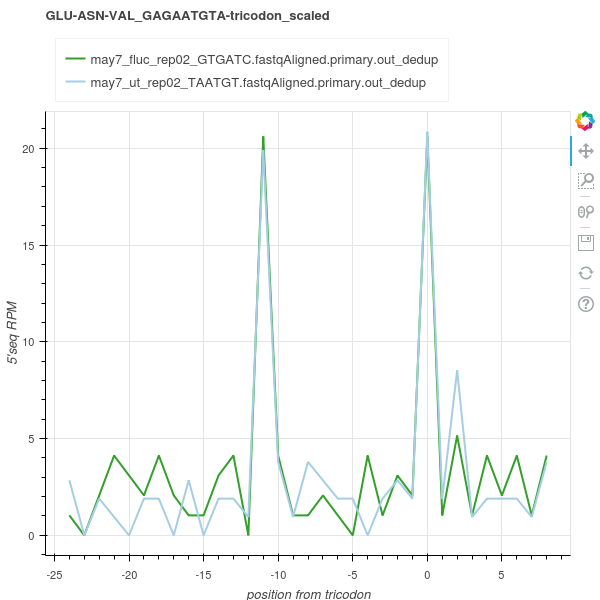 GLU-ASN-VAL_GAGAATGTA-tricodon_scaled
may7_fluc_rep02_GTGATC.fastqAligned.primary.out_dedup
may7_ut_rep02_TAATGT.fastqAligned.primary.out_dedup
20
15
10
5
0
5'seq RPM
-25 -20 -15 -10 -5 0 5
position from tricodon